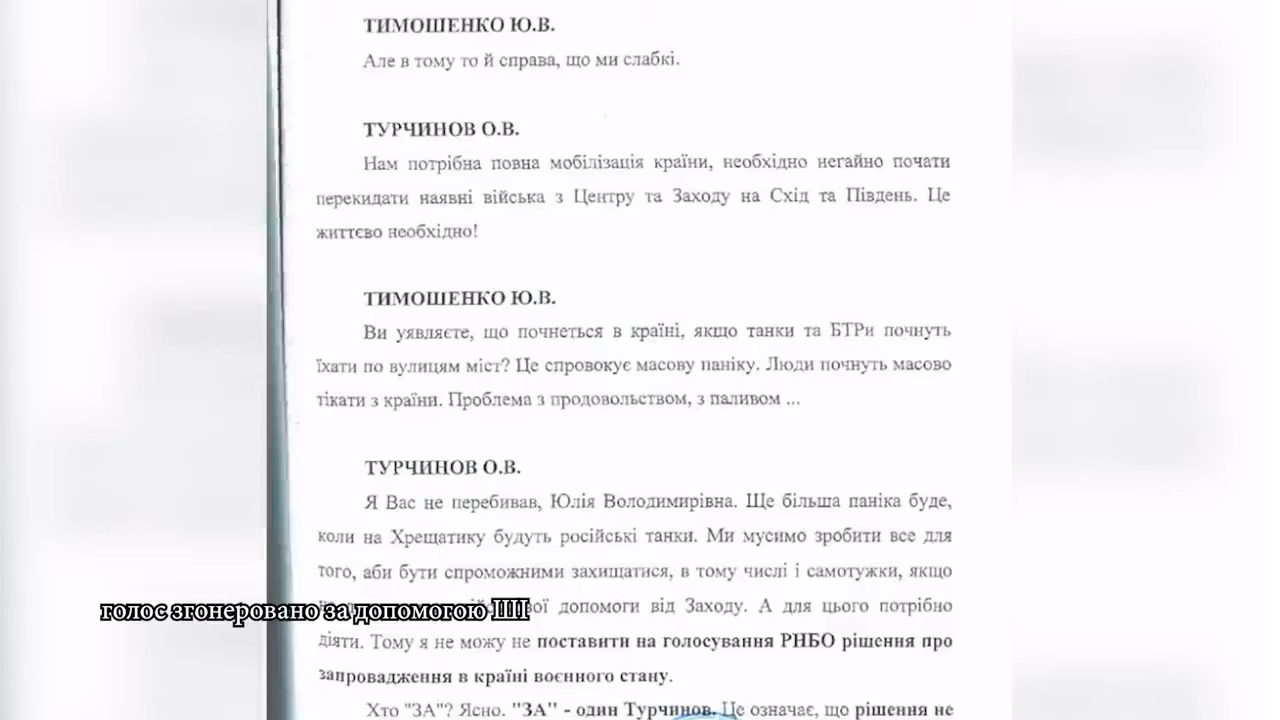 ТИМОШЕНКО Ю.В.
Але в тому то й справа, що ми слабкі.
ТУРЧИНОВ О.В.
Нам потрібна повна мобілізація країни, необхідно негайно почати
перекидати наявні війська з Центру та Заходу на Схід та Південь. Це
життєво необхідно!
ТИМОШЕНКО Ю.В.
Ви уявляєте, що почнеться в країні, якщо танки та БТРи почнуть
їхати по вулицям міст? Це спровокує масову паніку. Люди почнуть масово
тікати з країни. Проблема з продовольством, з паливом ...
ТУРЧИНОВ О.В.
Я Вас не перебивав, Юлія Володимирівна. Ще більша паніка буде,
коли на Хрещатику будуть російські танки. Ми мусимо зробити все для
того, аби бути спроможними захищатися, в тому числі і самотужки, якщо
допомоги від Заходу. А для цього потрібно
голос згонеровано за допомогою ШІ
діяти. Тому я не можу не поставити на голосування РНБО рішення про
запровадження в країні воєнного стану.
Хто "ЗА"? Ясно. "ЗА" - один Турчинов. Це означає, що рішення не